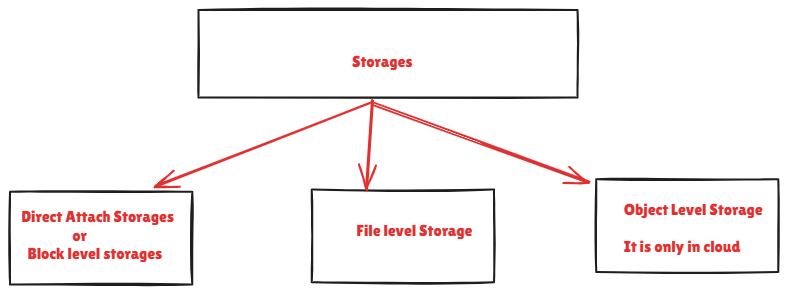 Storages
Direct Attach Storages
or
Block level storages
File level Storage
Object Level Storage
It is only in cloud